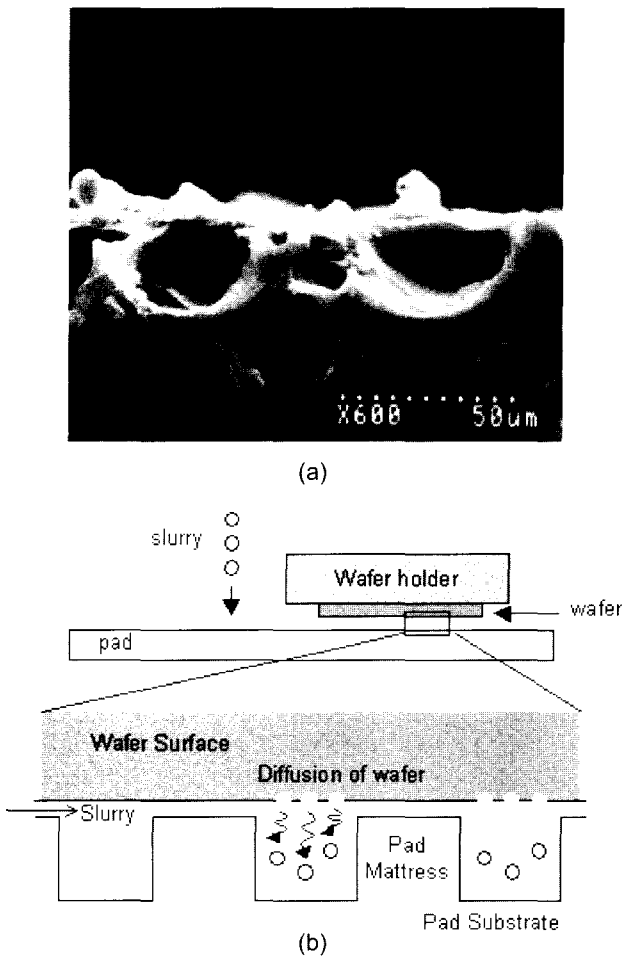 X600 50um
(a)
slurry
Wafer holder
wafer
pad
Wafer Surface
Diffusion of wafer
Slurry
Pad
Mattress
Pad Substrate
(b)